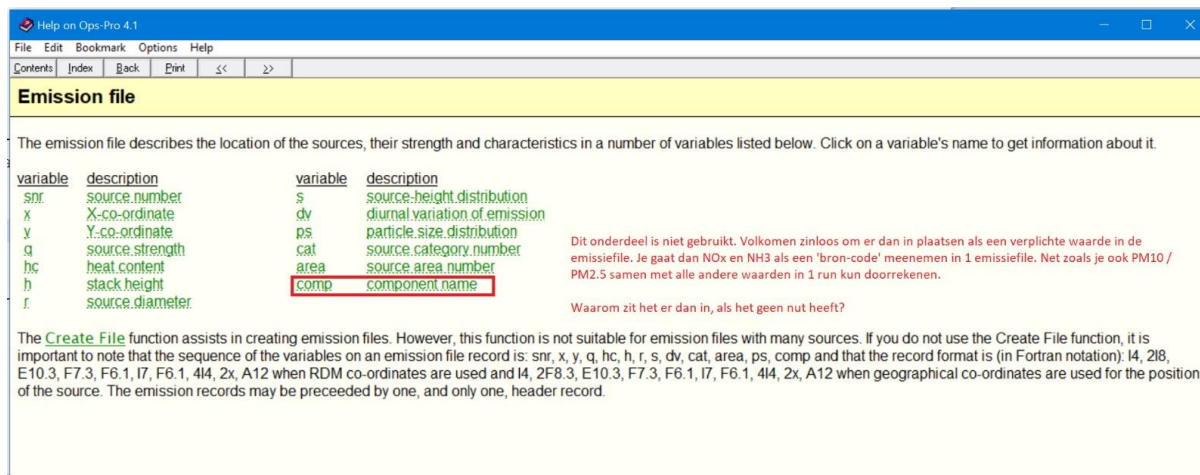 Help on Ops-Pro 4.1
File Edit Bookmark Options Help
Contents Index Back Print << >>
Emission file
The emission file describes the location of the sources, their strength and characteristics in a number of variables listed below. Click on a variable's name to get information about it.
variable description variable description
snr source number s source-height distribution
x X-co-ordinate dv diurnal variation of emission
y Y-co-ordinate ps particle size distribution
q source strength cat source category number
hc heat content area source area number
h stack height comp component name
r source diameter
Dit onderdeel is niet gebruikt. Volkomen zinloos om er dan in plaatsen als een verplichte waarde in de
emissiefile. Je gaat dan NOx en NH3 als een 'bron-code' meenemen in 1 emissiefile. Net zoals je ook PM10 /
PM2.5 samen met alle andere waarden in 1 run kun doorrekenen.
Waarom zit het er dan in, als het geen nut heeft?
The Create File function assists in creating emission files. However, this function is not suitable for emission files with many sources. If you do not use the Create File function, it is
important to note that the sequence of the variables on an emission file record is: snr, x, y, q, hc, h, r, s, dv, cat, area, ps, comp and that the record format is (in Fortran notation): I4, 2I8,
E10.3, F7.3, F6.1, I7, F6.1, 4I4, 2x, A12 when RDM co-ordinates are used and I4, 2F8.3, E10.3, F7.3, F6.1, I7, F6.1, 4I4, 2x, A12 when geographical co-ordinates are used for the position
of the source. The emission records may be preceeded by one, and only one, header record.